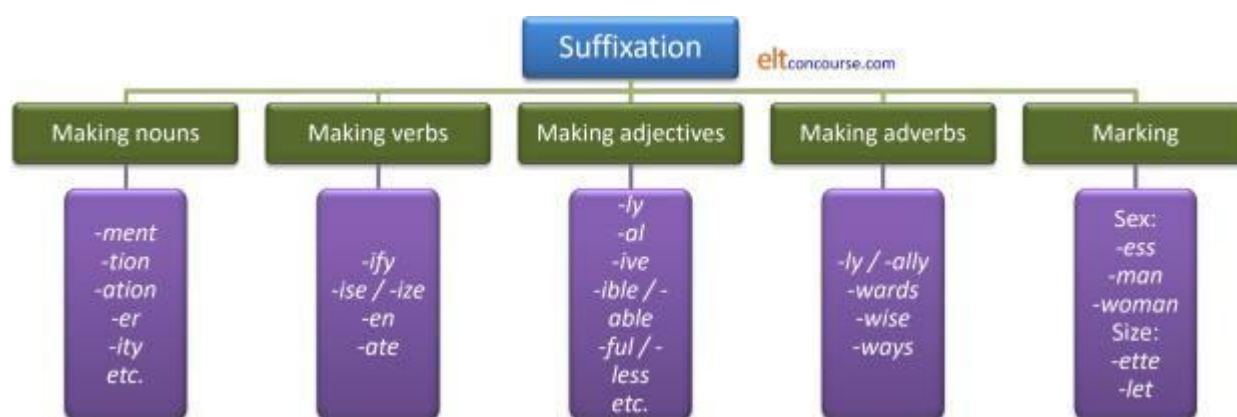 Suffixation
eltconcourse.com
Making nouns
Making verbs
Making adjectives
Making adverbs
Marking
-ment
-tion
-ation
-er
-ity
etc.
-ify
-ise / -ize
-en
-ate
-ly
-al
-ive
-ible / -
able
-ful / -
less
etc.
-ly / -ally
-wards
-wise
-ways
Sex:
-ess
-man
-woman
Size:
-ette
-let